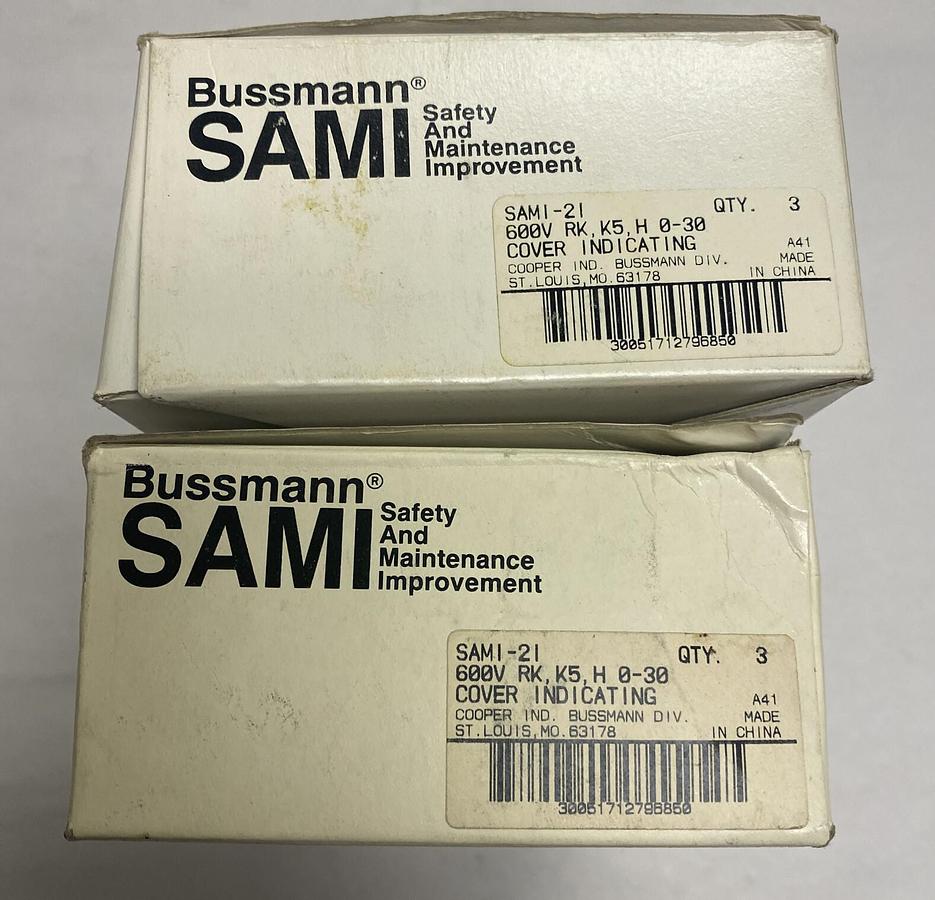 Bussmann®
SAMI
Safety
And
Maintenance
Improvement
SAMI-2I QTY. 3
600V RK,K5,H 0-30
COVER INDICATING A41
COOPER IND. BUSSMANN DIV. MADE
ST.LOUIS,MO.63178 IN CHINA
30051712796850
Bussmann®
SAMI
Safety
And
Maintenance
Improvement
SAMI-2I QTY. 3
600V RK,K5,H 0-30
COVER INDICATING A41
COOPER IND. BUSSMANN DIV. MADE
ST.LOUIS,MO.63178 IN CHINA
30051712796850